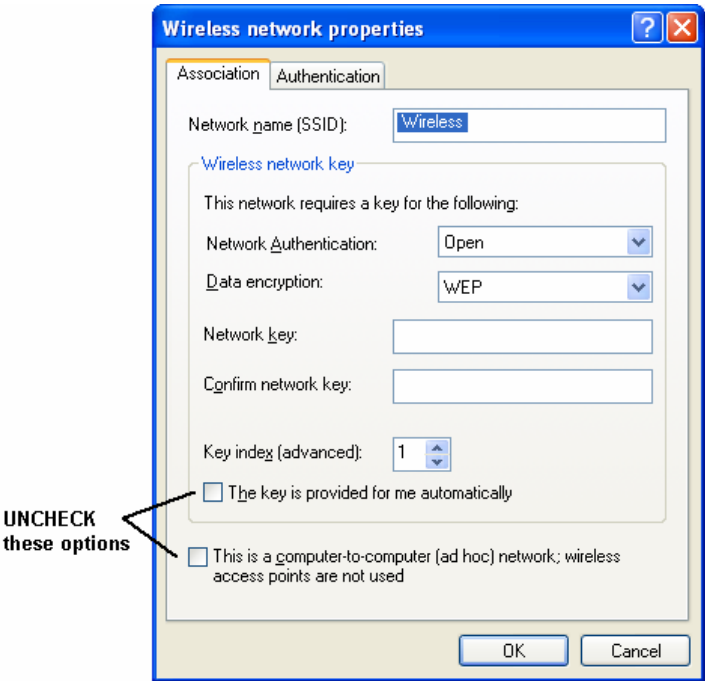 Wireless network properties
Association
Authentication
Network name (SSID):
Wireless
Wireless network key
This network requires a key for the following:
Network Authentication:
Open
Data encryption:
WEP
Network key:
Confirm network key:
Key index (advanced):
1
The key is provided for me automatically
UNCHECK
these options
This is a computer-to-computer (ad hoc) network; wireless
access points are not used
OK
Cancel